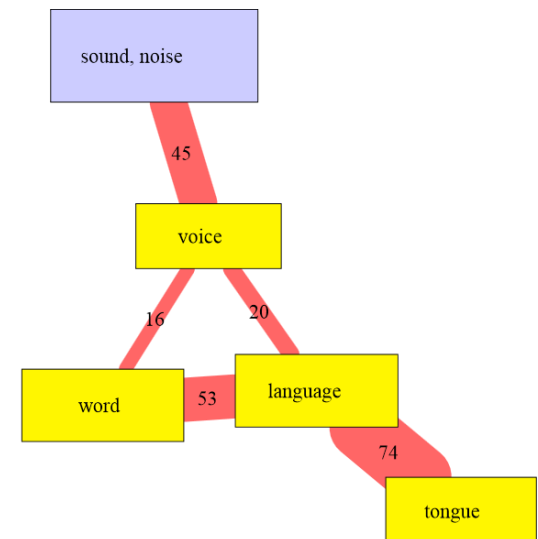 sound, noise
45
voice
16
20
word
53
language
74
tongue